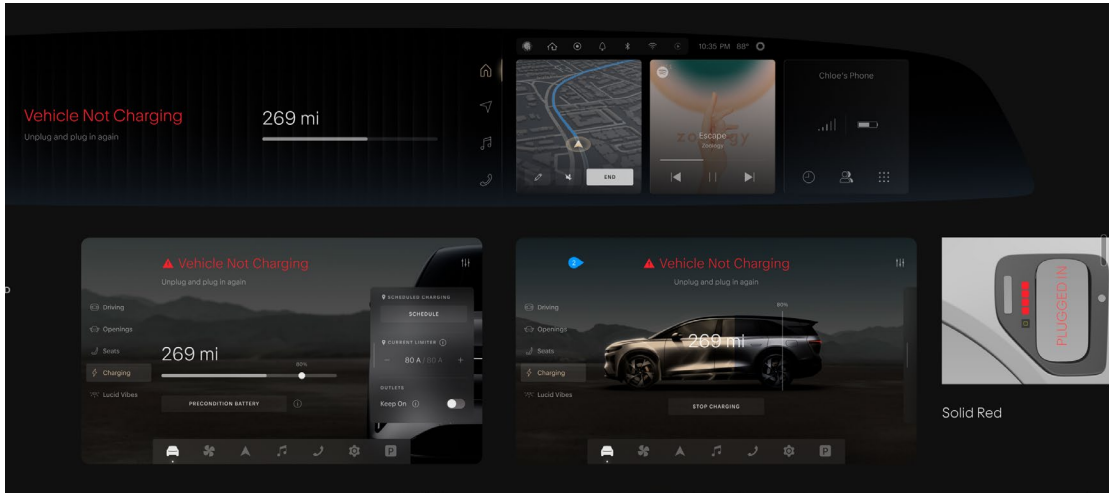 10:35 PM 88°
Vehicle Not Charging
Unplug and plug in again
269 mi
END
zoology
Escape
Zoology
Chloe's Phone
Vehicle Not Charging
Unplug and plug in again
Driving
Openings
Seats
Charging
Lucid Vibes
269 mi
80%
PRECONDITION BATTERY
SCHEDULED CHARGING
SCHEDULE
CURRENT LIMITER
− 80 A / 80 A +
OUTLETS
Keep On
P
2
Vehicle Not Charging
Unplug and plug in again
Driving
Openings
Seats
Charging
Lucid Vibes
80%
269 mi
STOP CHARGING
P
PLUGGED IN
Solid Red